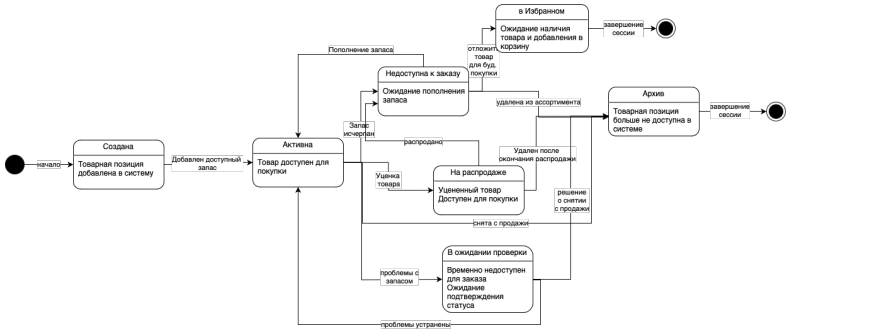 в Избранном
Ожидание наличия
товара и добавления в
корзину
завершение
сессии
Пополнение запаса
отложить
товар
для буд.
покупки
Недоступна к заказу
Ожидание пополнения
запаса
удалена из ассортимента
Архив
Товарная позиция
больше не доступна в
системе
завершение
сессии
Запас
исчерпан
распродано
Создана
Товарная позиция
добавлена в систему
начало
Добавлен доступный
запас
Активна
Товар доступен для
покупки
Удален после
окончания распродажи
На распродаже
Уцененный товар
Доступен для покупки
Уценка
товара
решение
о снятии
с продажи
снята с продажи
В ожидании проверки
Временно недоступен
для заказа
Ожидание
подтверждения
статуса
проблемы с
запасом
проблемы устранены